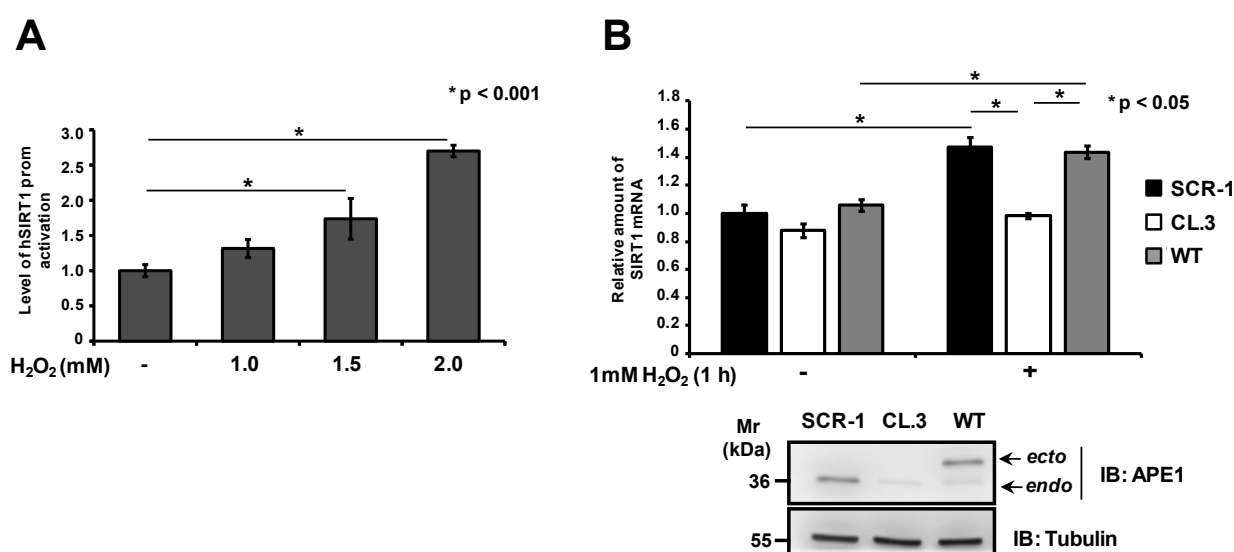 A
* p < 0.001
Level of hSIRT1 prom
activation
3.0
2.5
2.0
1.5
1.0
0.5
0
H₂O₂ (mM) - 1.0 1.5 2.0
* *
B
* p < 0.05
Relative amount of
SIRT1 mRNA
1.8
1.6
1.4
1.2
1.0
0.8
0.6
0.4
0.2
0
* * * *
SCR-1
CL.3
WT
1mM H₂O₂ (1 h) - +
Mr
(kDa)
SCR-1 CL.3 WT
36
ecto
endo
IB: APE1
55
IB: Tubulin